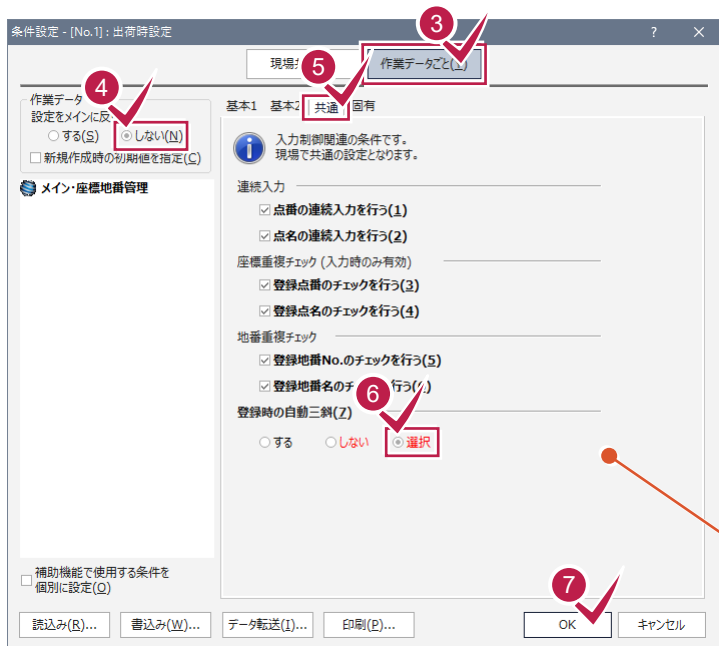 条件設定 - [No.1] : 出荷時設定
? ×
3
現場
作業データごと(
4
5
作業データ
設定をメインに反
する(S) しない(N)
新規作成時の初期値を指定(C)
メイン・座標地番管理
基本1 基本2 共通 固有
入力制御関連の条件です。
現場で共通の設定となります。
連続入力
点番の連続入力を行う(1)
点名の連続入力を行う(2)
座標重複チェック (入力時のみ有効)
登録点番のチェックを行う(3)
登録点名のチェックを行う(4)
地番重複チェック
登録地番No.のチェックを行う(5)
登録地番名のチ 行う(
6
登録時の自動三斜(Z)
する しない 選択
補助機能で使用する条件を
個別に設定(O)
7
読込み(R)... 書込み(W)... データ転送(I)... 印刷(P)... OK キャンセル